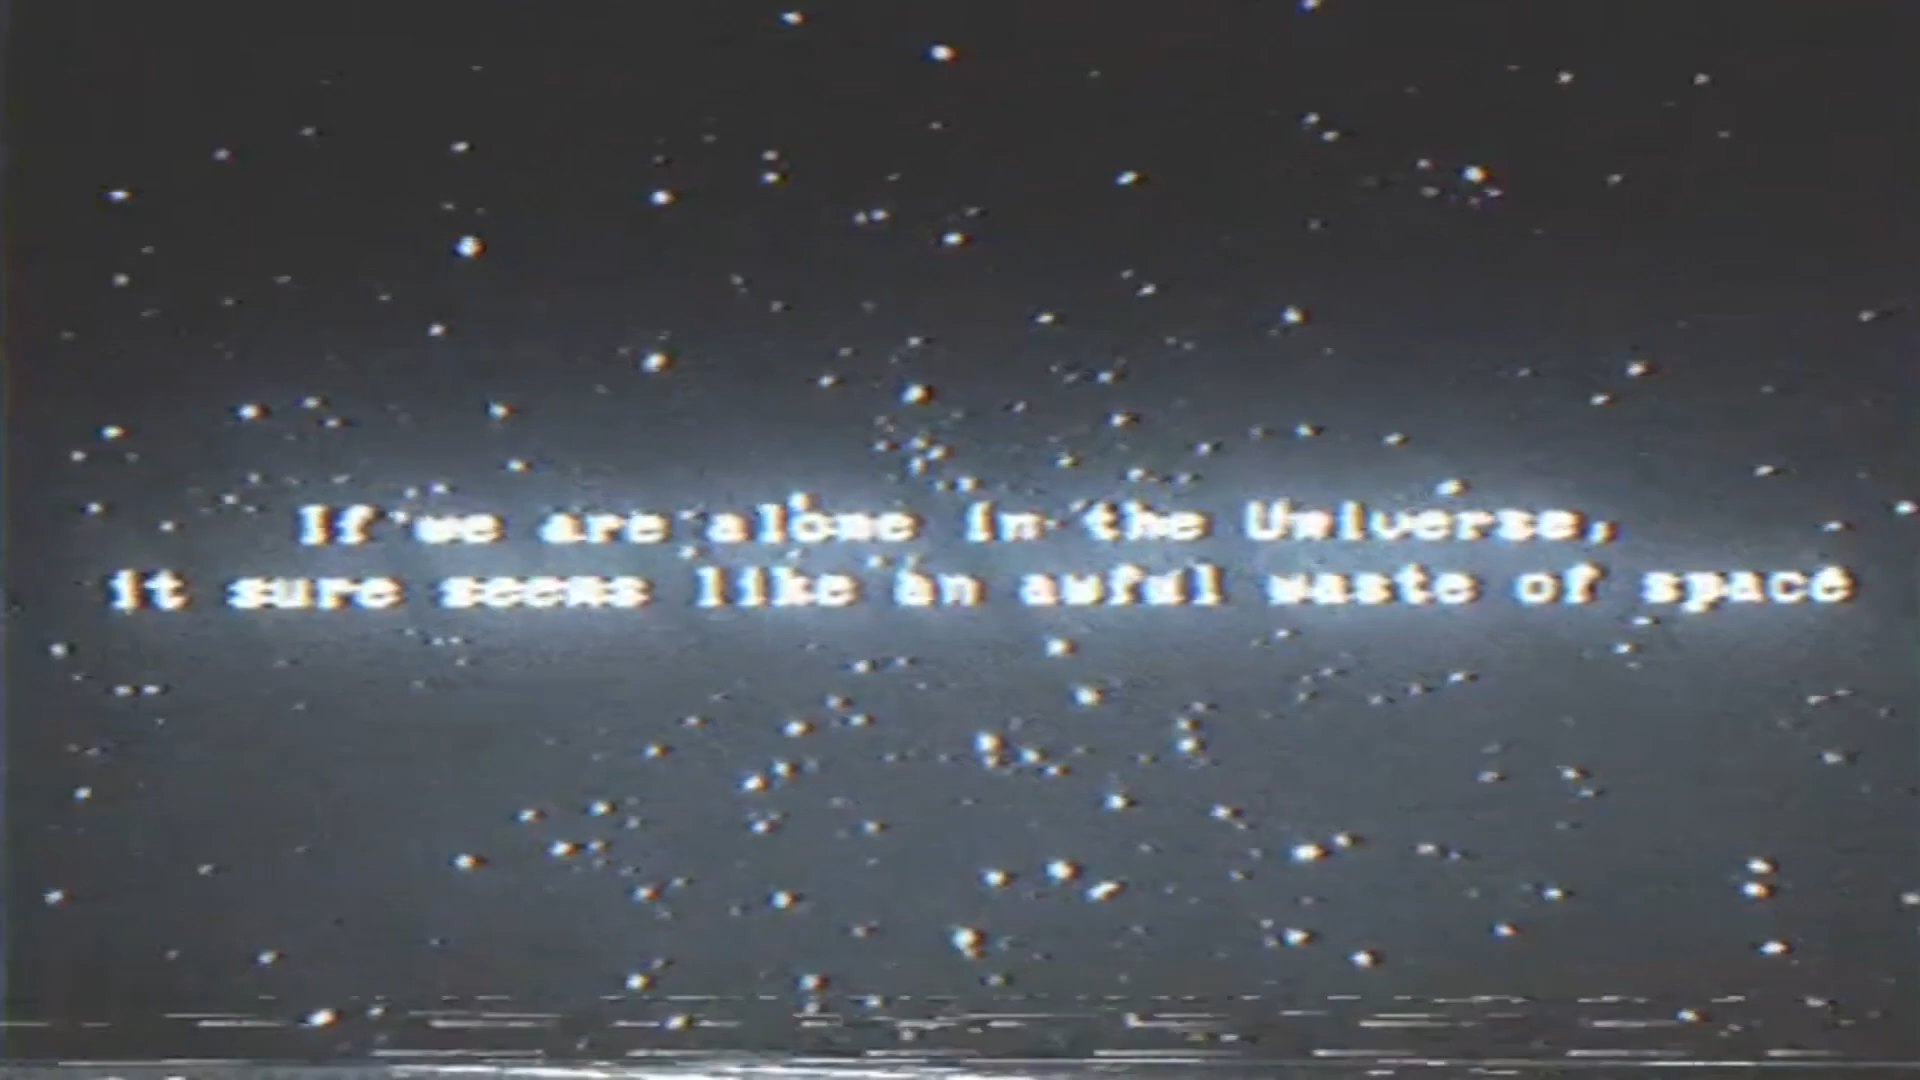 If we are alone in the Universe,
it sure seems like an awful waste of space